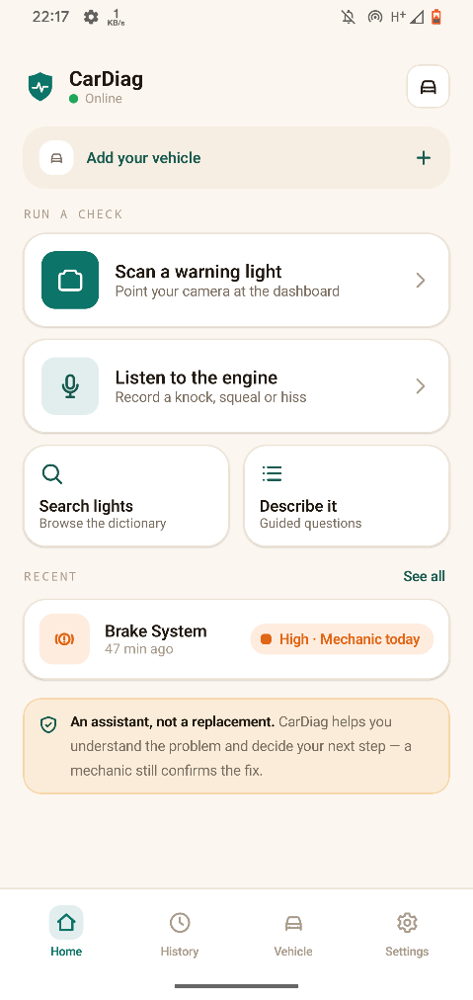 22:17 1 KB/s H+
CarDiag
Online
Add your vehicle
RUN A CHECK
Scan a warning light
Point your camera at the dashboard
Listen to the engine
Record a knock, squeal or hiss
Search lights
Browse the dictionary
Describe it
Guided questions
RECENT See all
Brake System
47 min ago
High · Mechanic today
An assistant, not a replacement. CarDiag helps you
understand the problem and decide your next step — a
mechanic still confirms the fix.
Home History Vehicle Settings